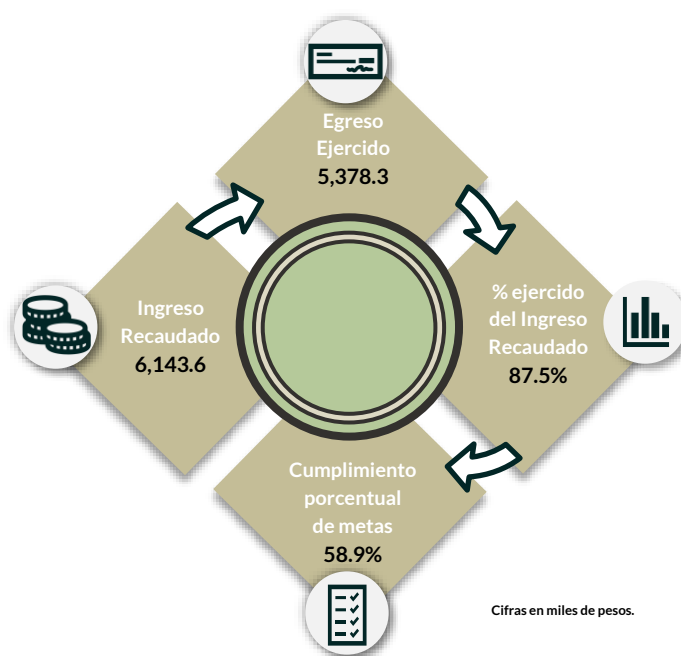 Egreso
Ejercido
5,378.3
Ingreso
Recaudado
6,143.6
% ejercido
del Ingreso
Recaudado
87.5%
Cumplimiento
porcentual
de metas
58.9%
Cifras en miles de pesos.